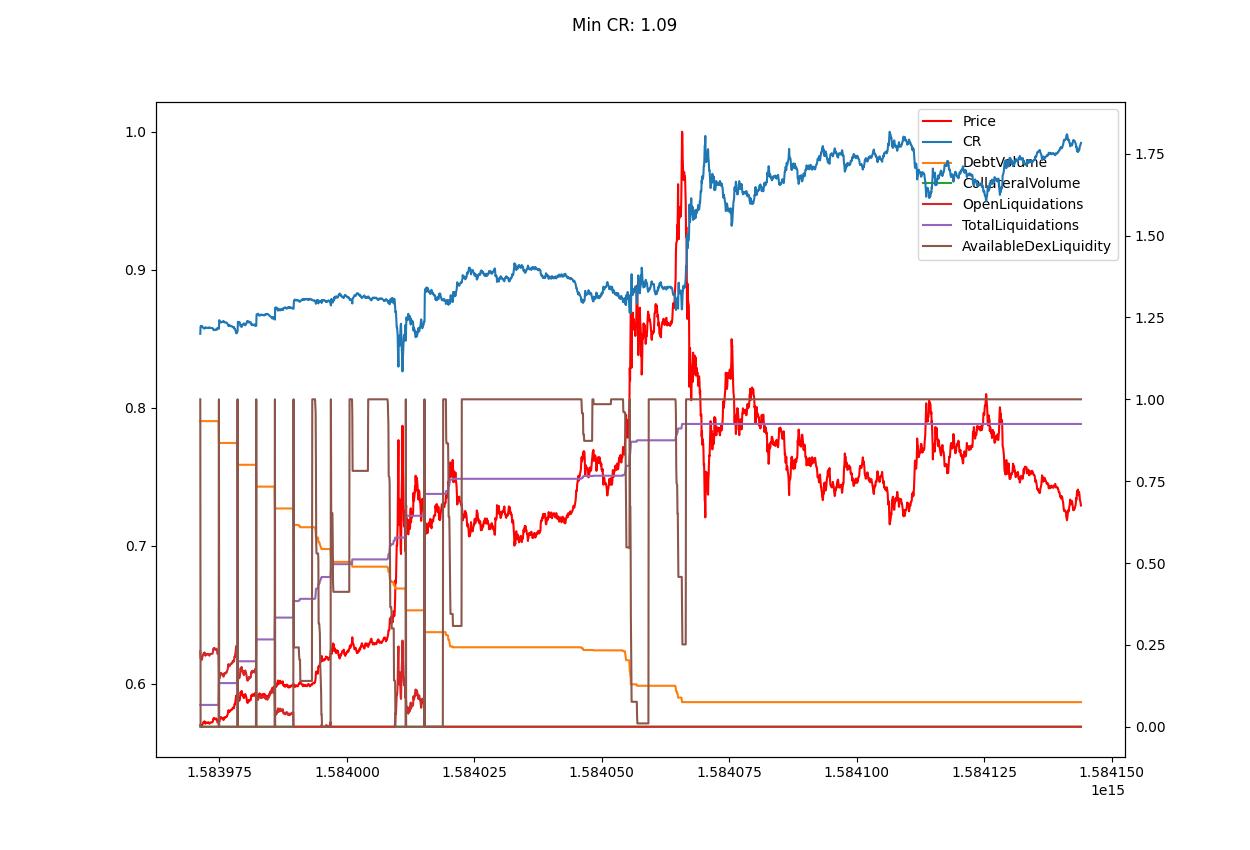 Min CR: 1.09
1.0
0.9
0.8
0.7
0.6
Price
CR
DebtVolume
CollateralVolume
OpenLiquidations
TotalLiquidations
AvailableDexLiquidity
1.75
1.50
1.25
1.00
0.75
0.50
0.25
0.00
1.583975 1.584000 1.584025 1.584050 1.584075 1.584100 1.584125 1.584150
1e15